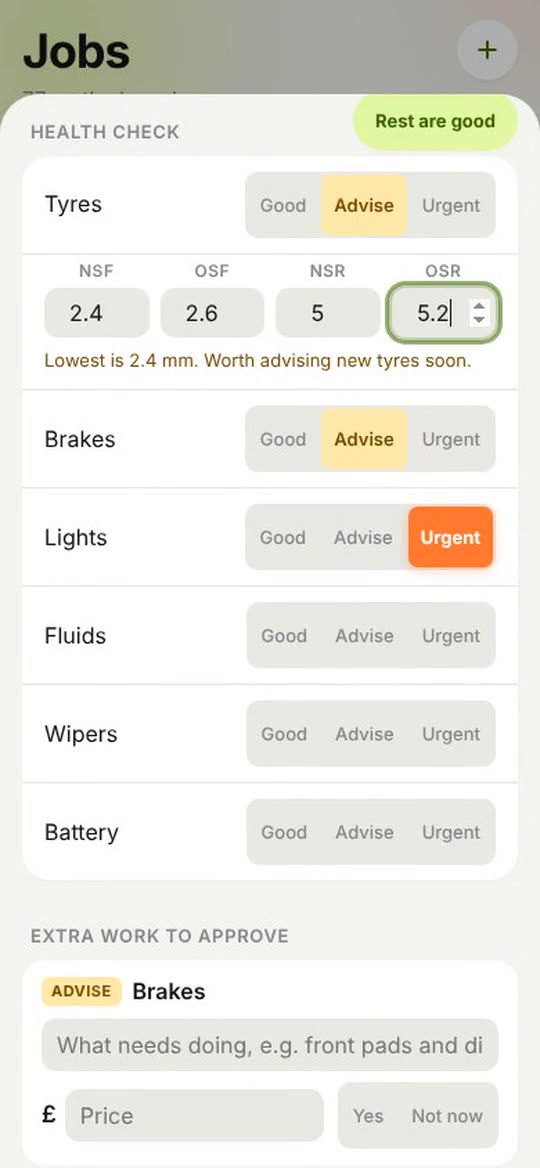 Jobs
+
HEALTH CHECK
Rest are good
Tyres
Good Advise Urgent
NSF OSF NSR OSR
2.4 2.6 5 5.2
Lowest is 2.4 mm. Worth advising new tyres soon.
Brakes
Good Advise Urgent
Lights
Good Advise Urgent
Fluids
Good Advise Urgent
Wipers
Good Advise Urgent
Battery
Good Advise Urgent
EXTRA WORK TO APPROVE
ADVISE Brakes
What needs doing, e.g. front pads and di
£ Price Yes Not now